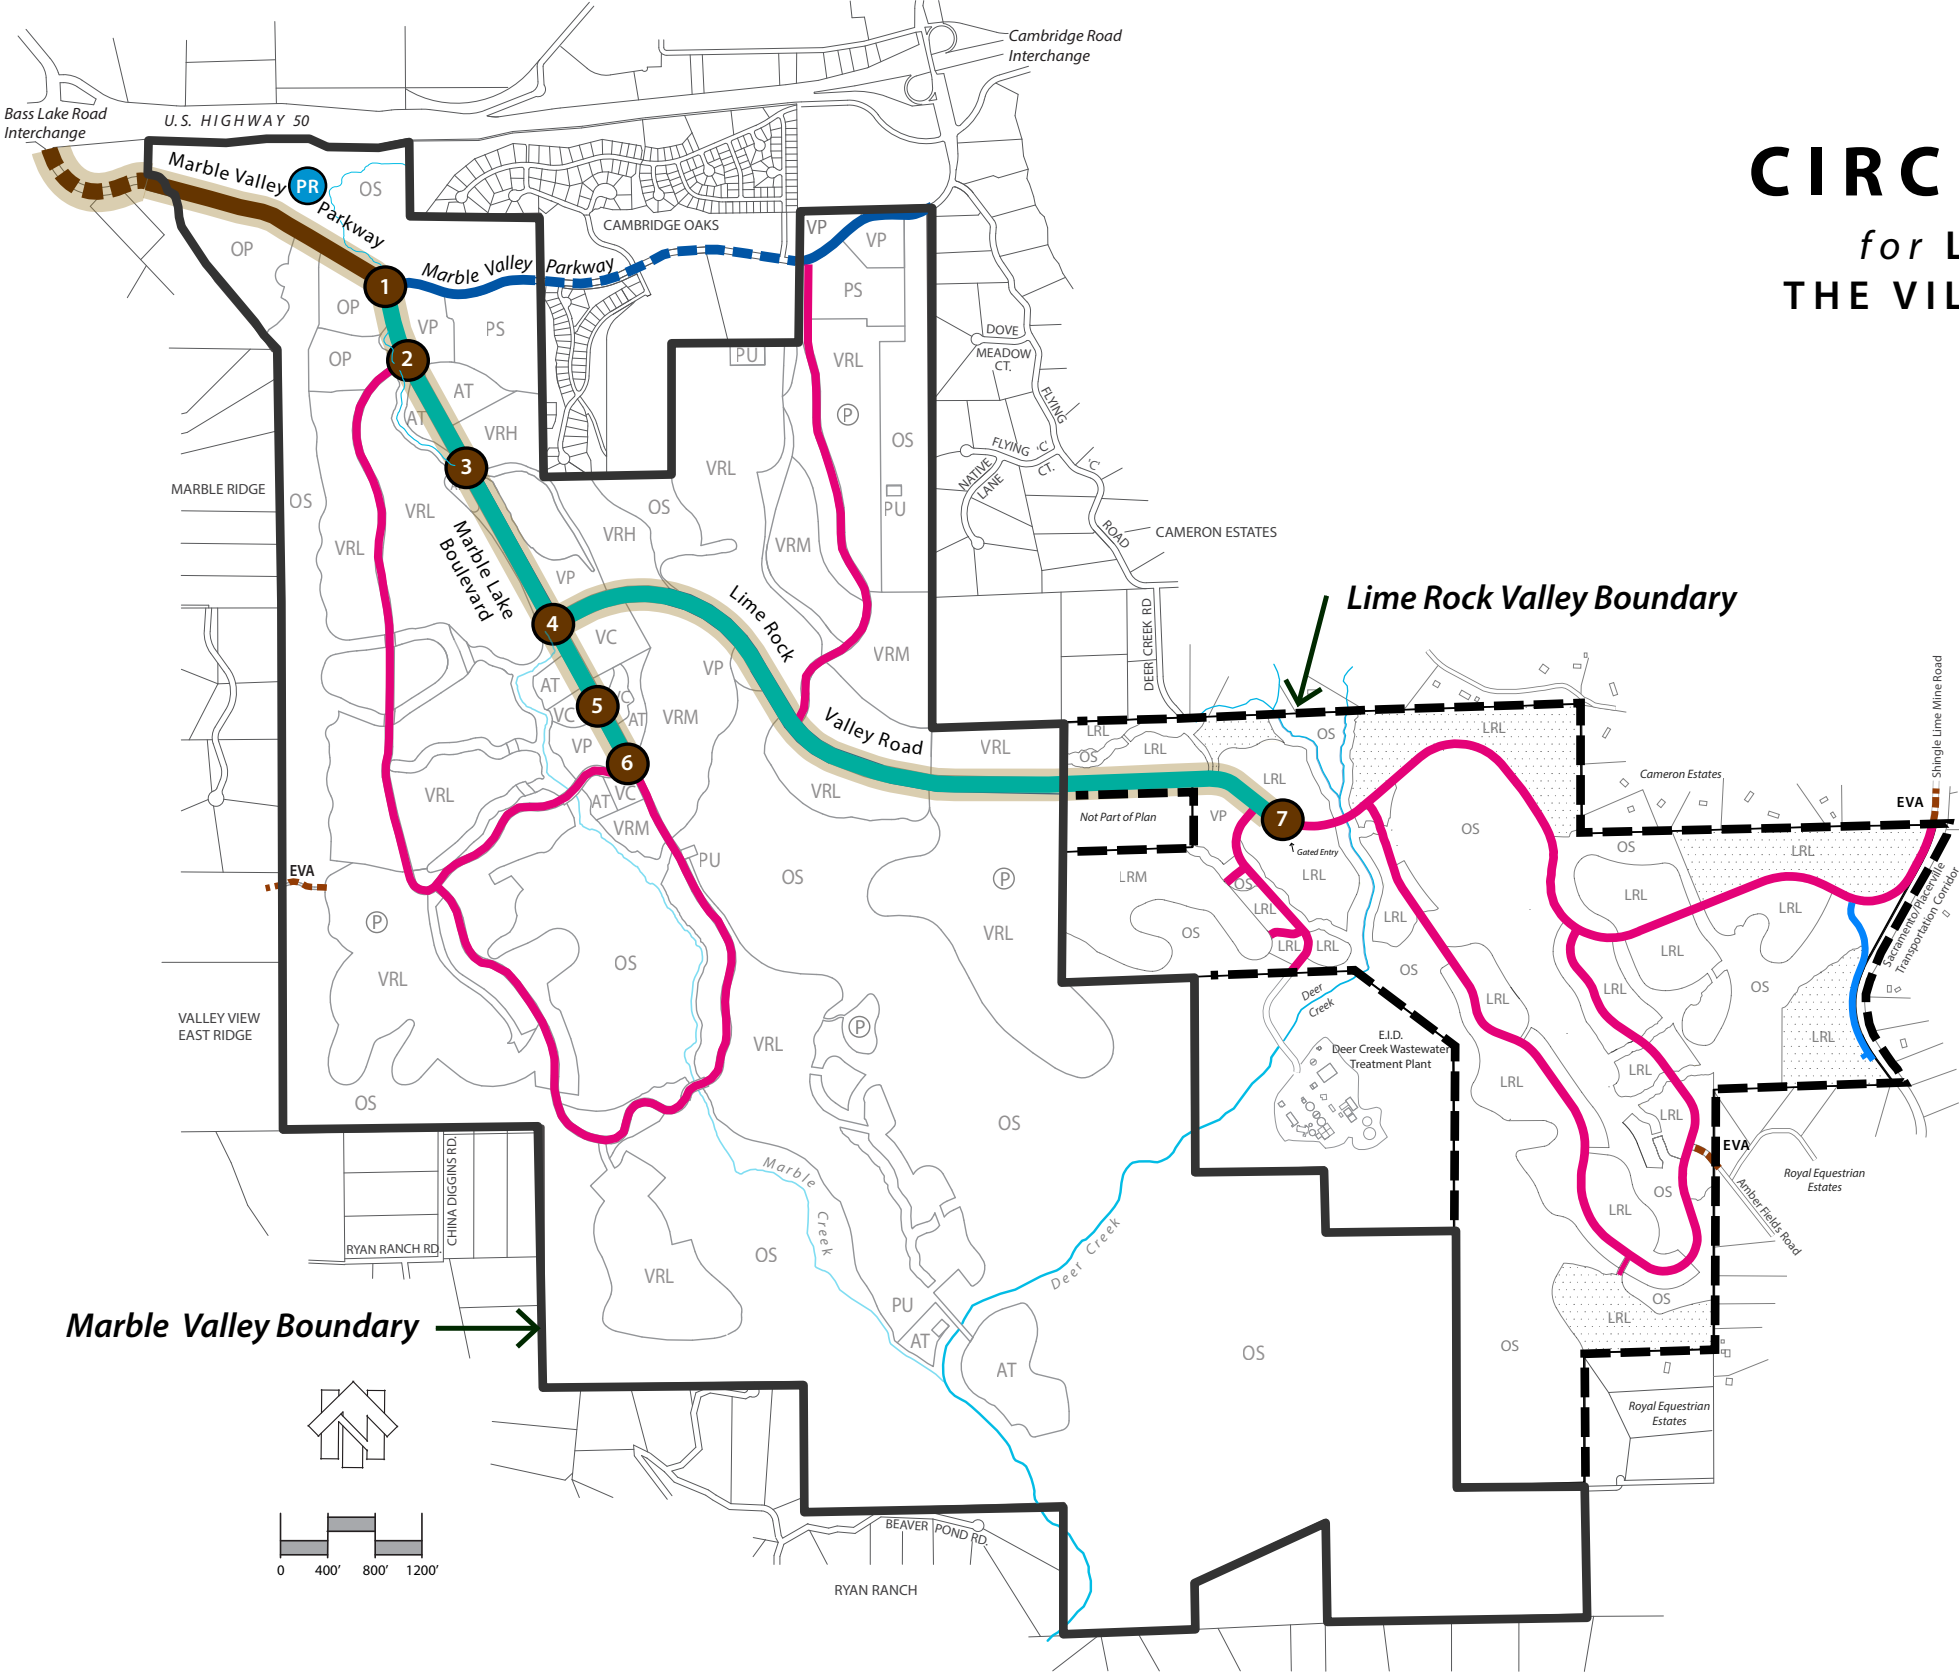 Cambridge Road
Interchange
Bass Lake Road
Interchange
U.S. HIGHWAY 50
CIRC
for L
THE VIL
Marble Valley
Parkway
PR
OS
OP
CAMBRIDGE OAKS
VP
VP
Marble Valley Parkway
1
OP
VP
PS
PS
OP
2
AT
PU
VRL
DOVE
MEADOW
CT.
AT
VRH
P
FLYING
'C'
ROAD
OS
FLYING 'C'
CT.
NATIVE
LANE
3
VRL
MARBLE RIDGE
OS
VRL
OS
PU
VRL
VRH
VRM
CAMERON ESTATES
Marble Lake
Boulevard
VP
Lime Rock
Valley Road
Lime Rock Valley Boundary
4
VC
VP
VRM
DEER CREEK RD
AT
VC
5
VC
AT
VRM
VP
6
VRL
VRL
VRL
AT
VC
VRM
PU
LRL
OS
LRL
OS
LRL
LRL
Cameron Estates
Shingle Lime Mine Road
EVA
Not Part of Plan
VP
7
Gated Entry
OS
OS
LRL
EVA
OS
P
LRM
OS
LRL
LRL
LRL
LRL
P
VRL
OS
VRL
OS
LRL
LRL
LRL
LRL
Sacramento/Placerville
Transportation Corridor
OS
LRL
LRL
OS
VALLEY VIEW
EAST RIDGE
VRL
P
Deer
Creek
E.I.D.
Deer Creek Wastewater
Treatment Plant
LRL
LRL
LRL
OS
OS
LRL
EVA
Royal Equestrian
Estates
Amber Fields Road
CHINA DIGGINS RD.
RYAN RANCH RD.
Marble
Creek
Deer Creek
OS
LRL
OS
VRL
OS
PU
AT
AT
OS
LRL
OS
OS
Marble Valley Boundary
Royal Equestrian
Estates
BEAVER POND RD.
RYAN RANCH
0 400' 800' 1200'